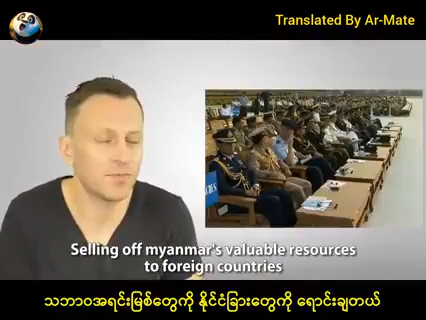 Translated By Ar-Mate
Selling off myanmar's valuable resources
to foreign countries
သဘာဝအရင်းမြစ်တွေကို နိုင်ငံခြားတွေကို ရောင်းချတယ်